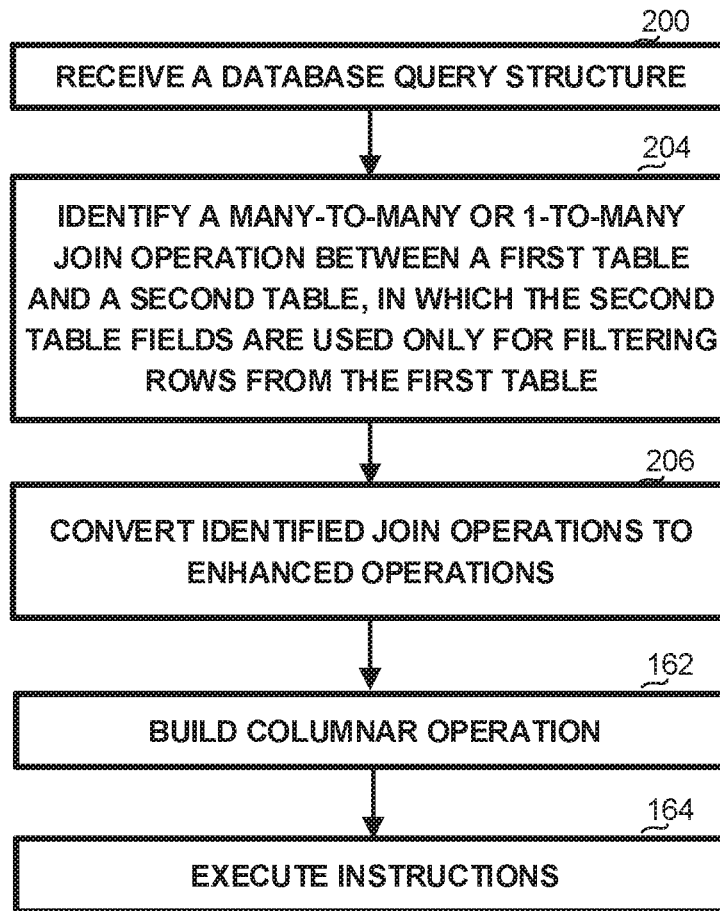 200
RECEIVE A DATABASE QUERY STRUCTURE
204
IDENTIFY A MANY-TO-MANY OR 1-TO-MANY
JOIN OPERATION BETWEEN A FIRST TABLE
AND A SECOND TABLE, IN WHICH THE SECOND
TABLE FIELDS ARE USED ONLY FOR FILTERING
ROWS FROM THE FIRST TABLE
206
CONVERT IDENTIFIED JOIN OPERATIONS TO
ENHANCED OPERATIONS
162
BUILD COLUMNAR OPERATION
164
EXECUTE INSTRUCTIONS